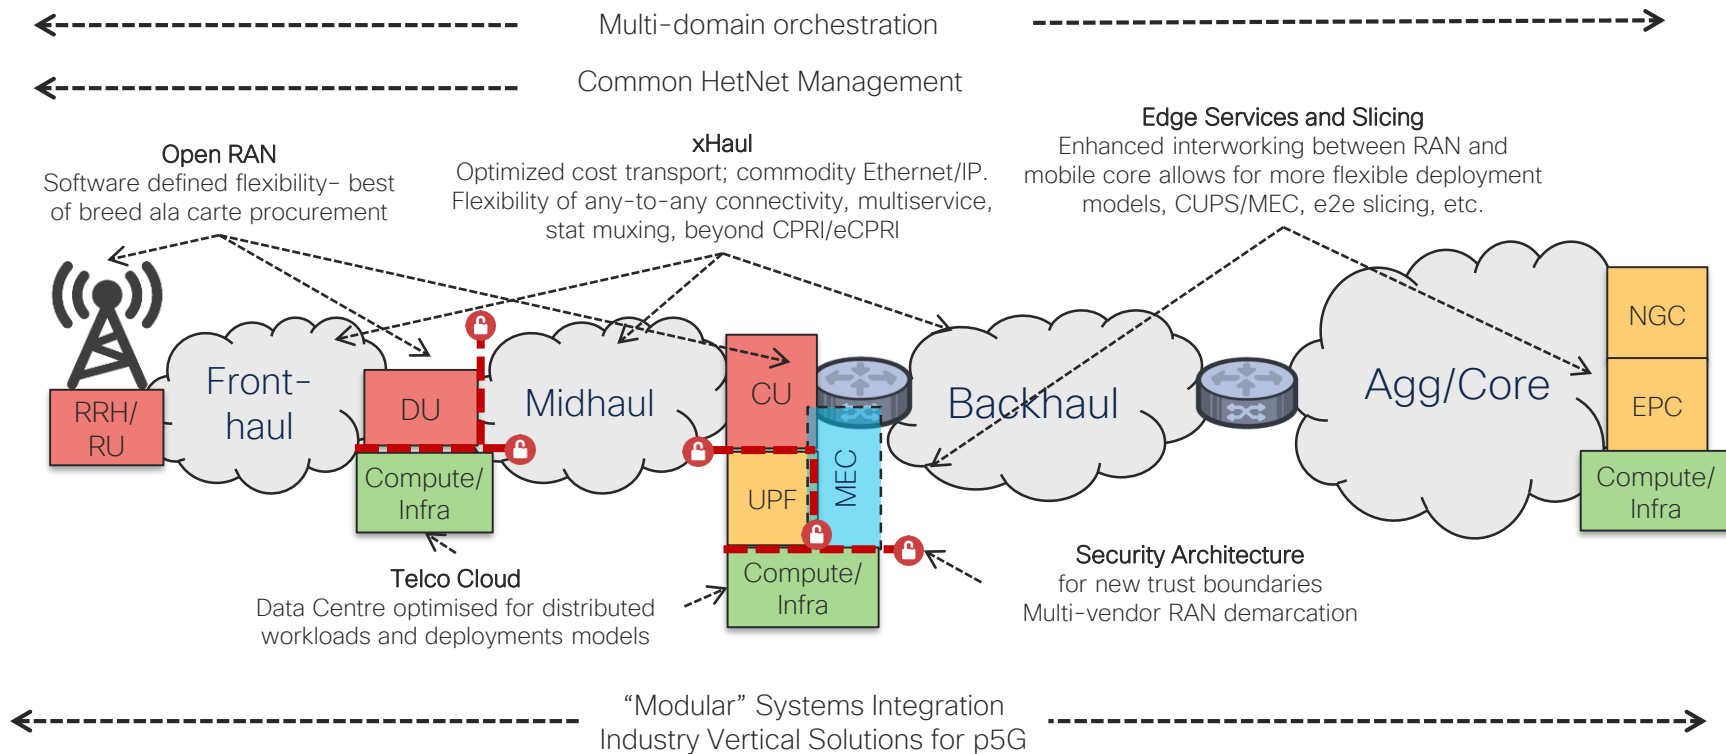 Multi-domain orchestration
Common HetNet Management
Open RAN
Software defined flexibility- best
of breed ala carte procurement
xHaul
Optimized cost transport; commodity Ethernet/IP.
Flexibility of any-to-any connectivity, multiservice,
stat muxing, beyond CPRI/eCPRI
Edge Services and Slicing
Enhanced interworking between RAN and
mobile core allows for more flexible deployment
models, CUPS/MEC, e2e slicing, etc.
RRH/
RU
Front-
haul
DU
Compute/
Infra
Midhaul
CU
UPF
MEC
Compute/
Infra
Backhaul
Agg/Core
NGC
EPC
Compute/
Infra
Telco Cloud
Data Centre optimised for distributed
workloads and deployments models
Security Architecture
for new trust boundaries
Multi-vendor RAN demarcation
“Modular” Systems Integration
Industry Vertical Solutions for p5G